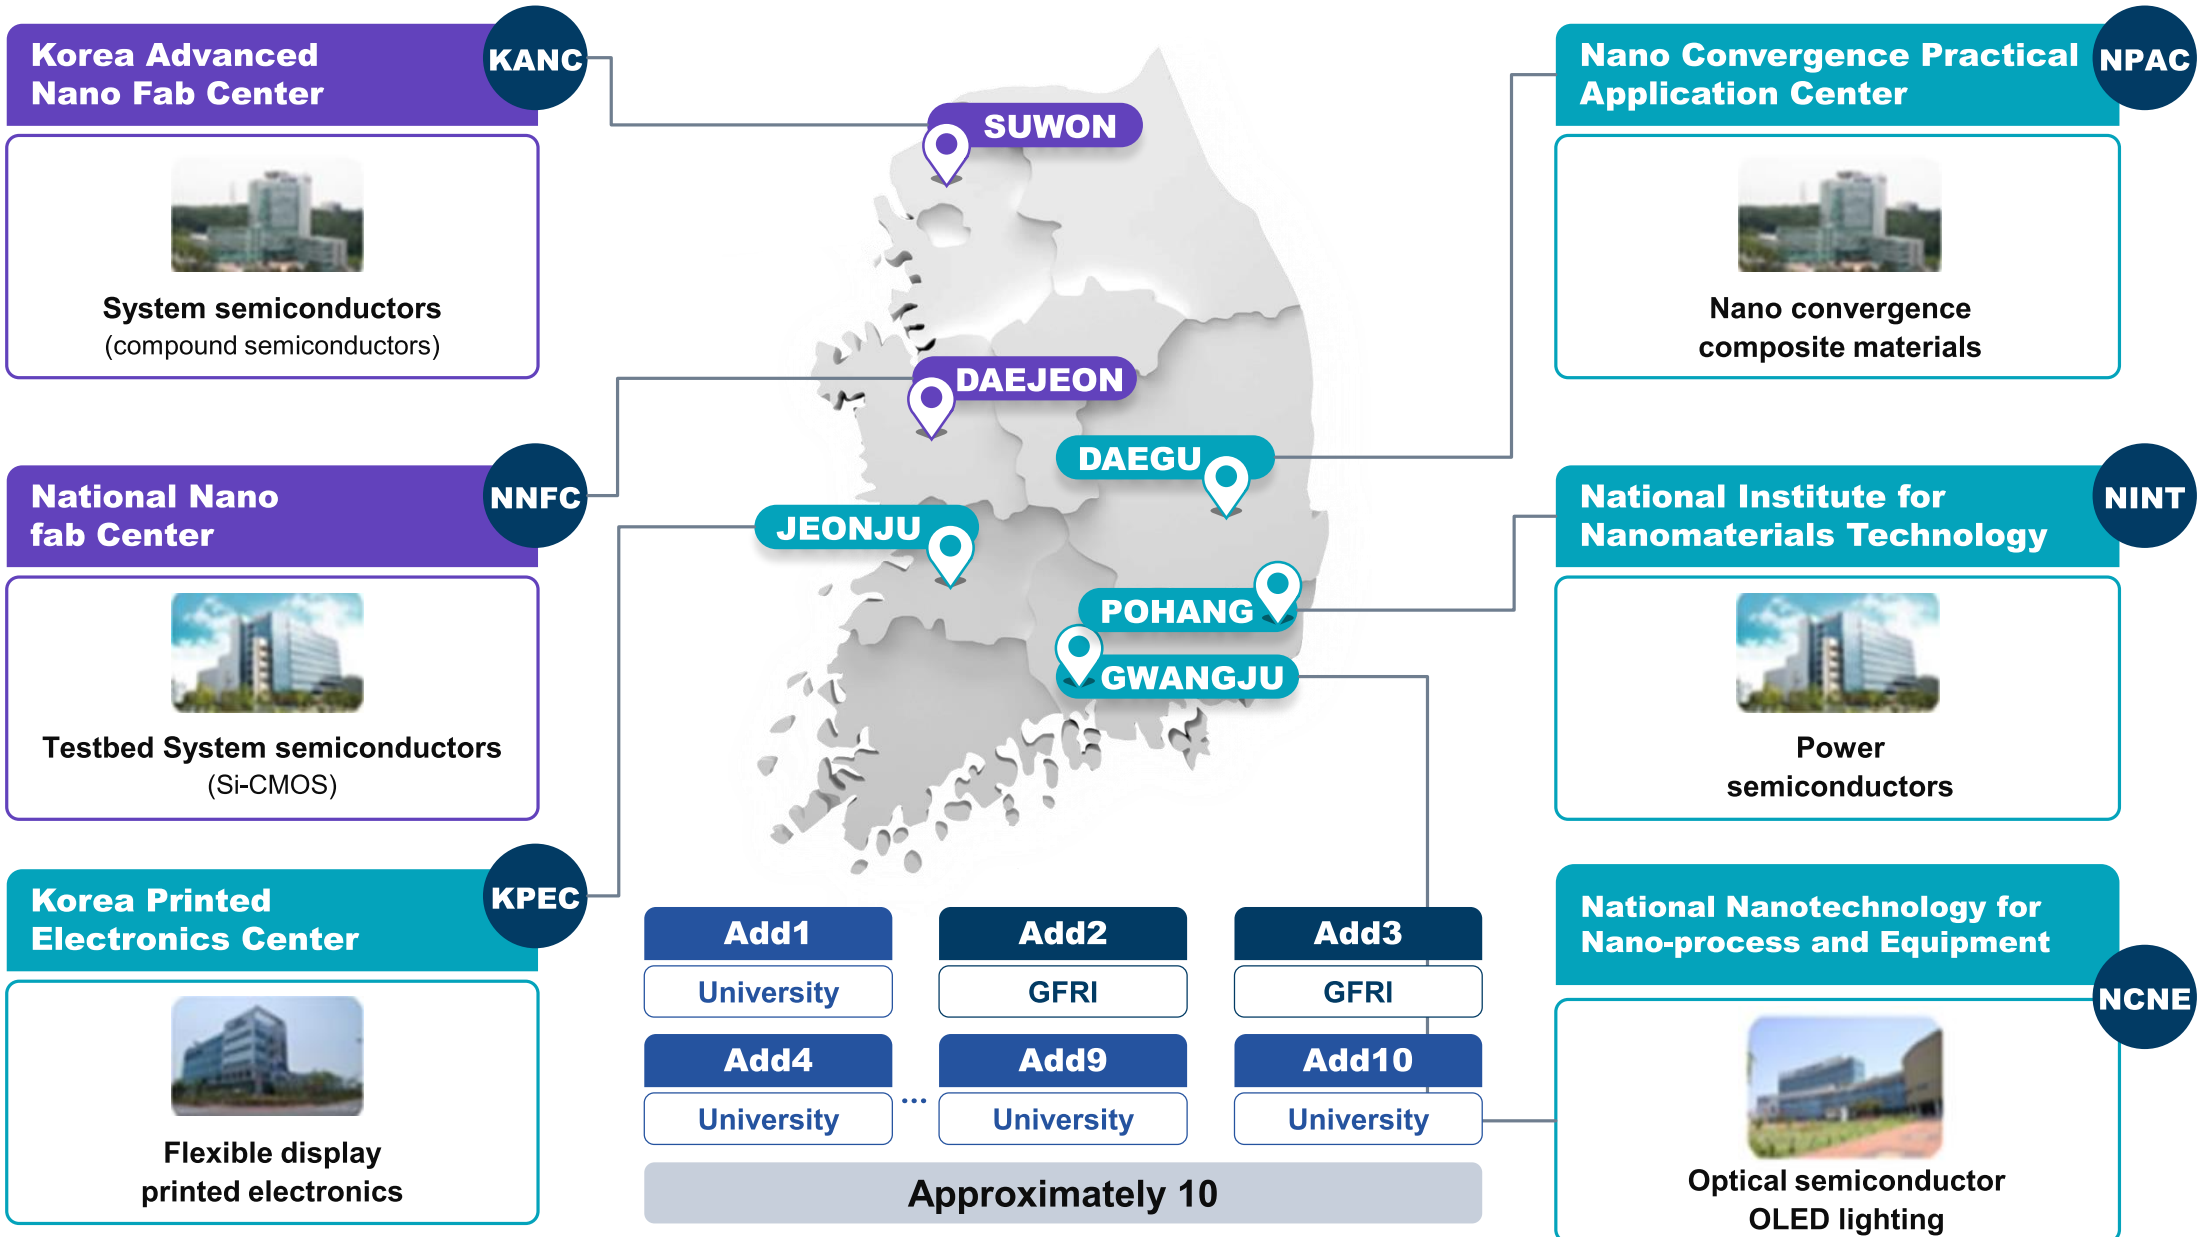 Korea Advanced
Nano Fab Center
KANC
System semiconductors
(compound semiconductors)
National Nano
fab Center
NNFC
Testbed System semiconductors
(Si-CMOS)
Korea Printed
Electronics Center
KPEC
Flexible display
printed electronics
SUWON
DAEJEON
DAEGU
JEONJU
POHANG
GWANGJU
Add1
University
Add2
GFRI
Add3
GFRI
Add4
University
...
Add9
University
Add10
University
Approximately 10
Nano Convergence Practical
Application Center
NPAC
Nano convergence
composite materials
National Institute for
Nanomaterials Technology
NINT
Power
semiconductors
National Nanotechnology for
Nano-process and Equipment
NCNE
Optical semiconductor
OLED lighting